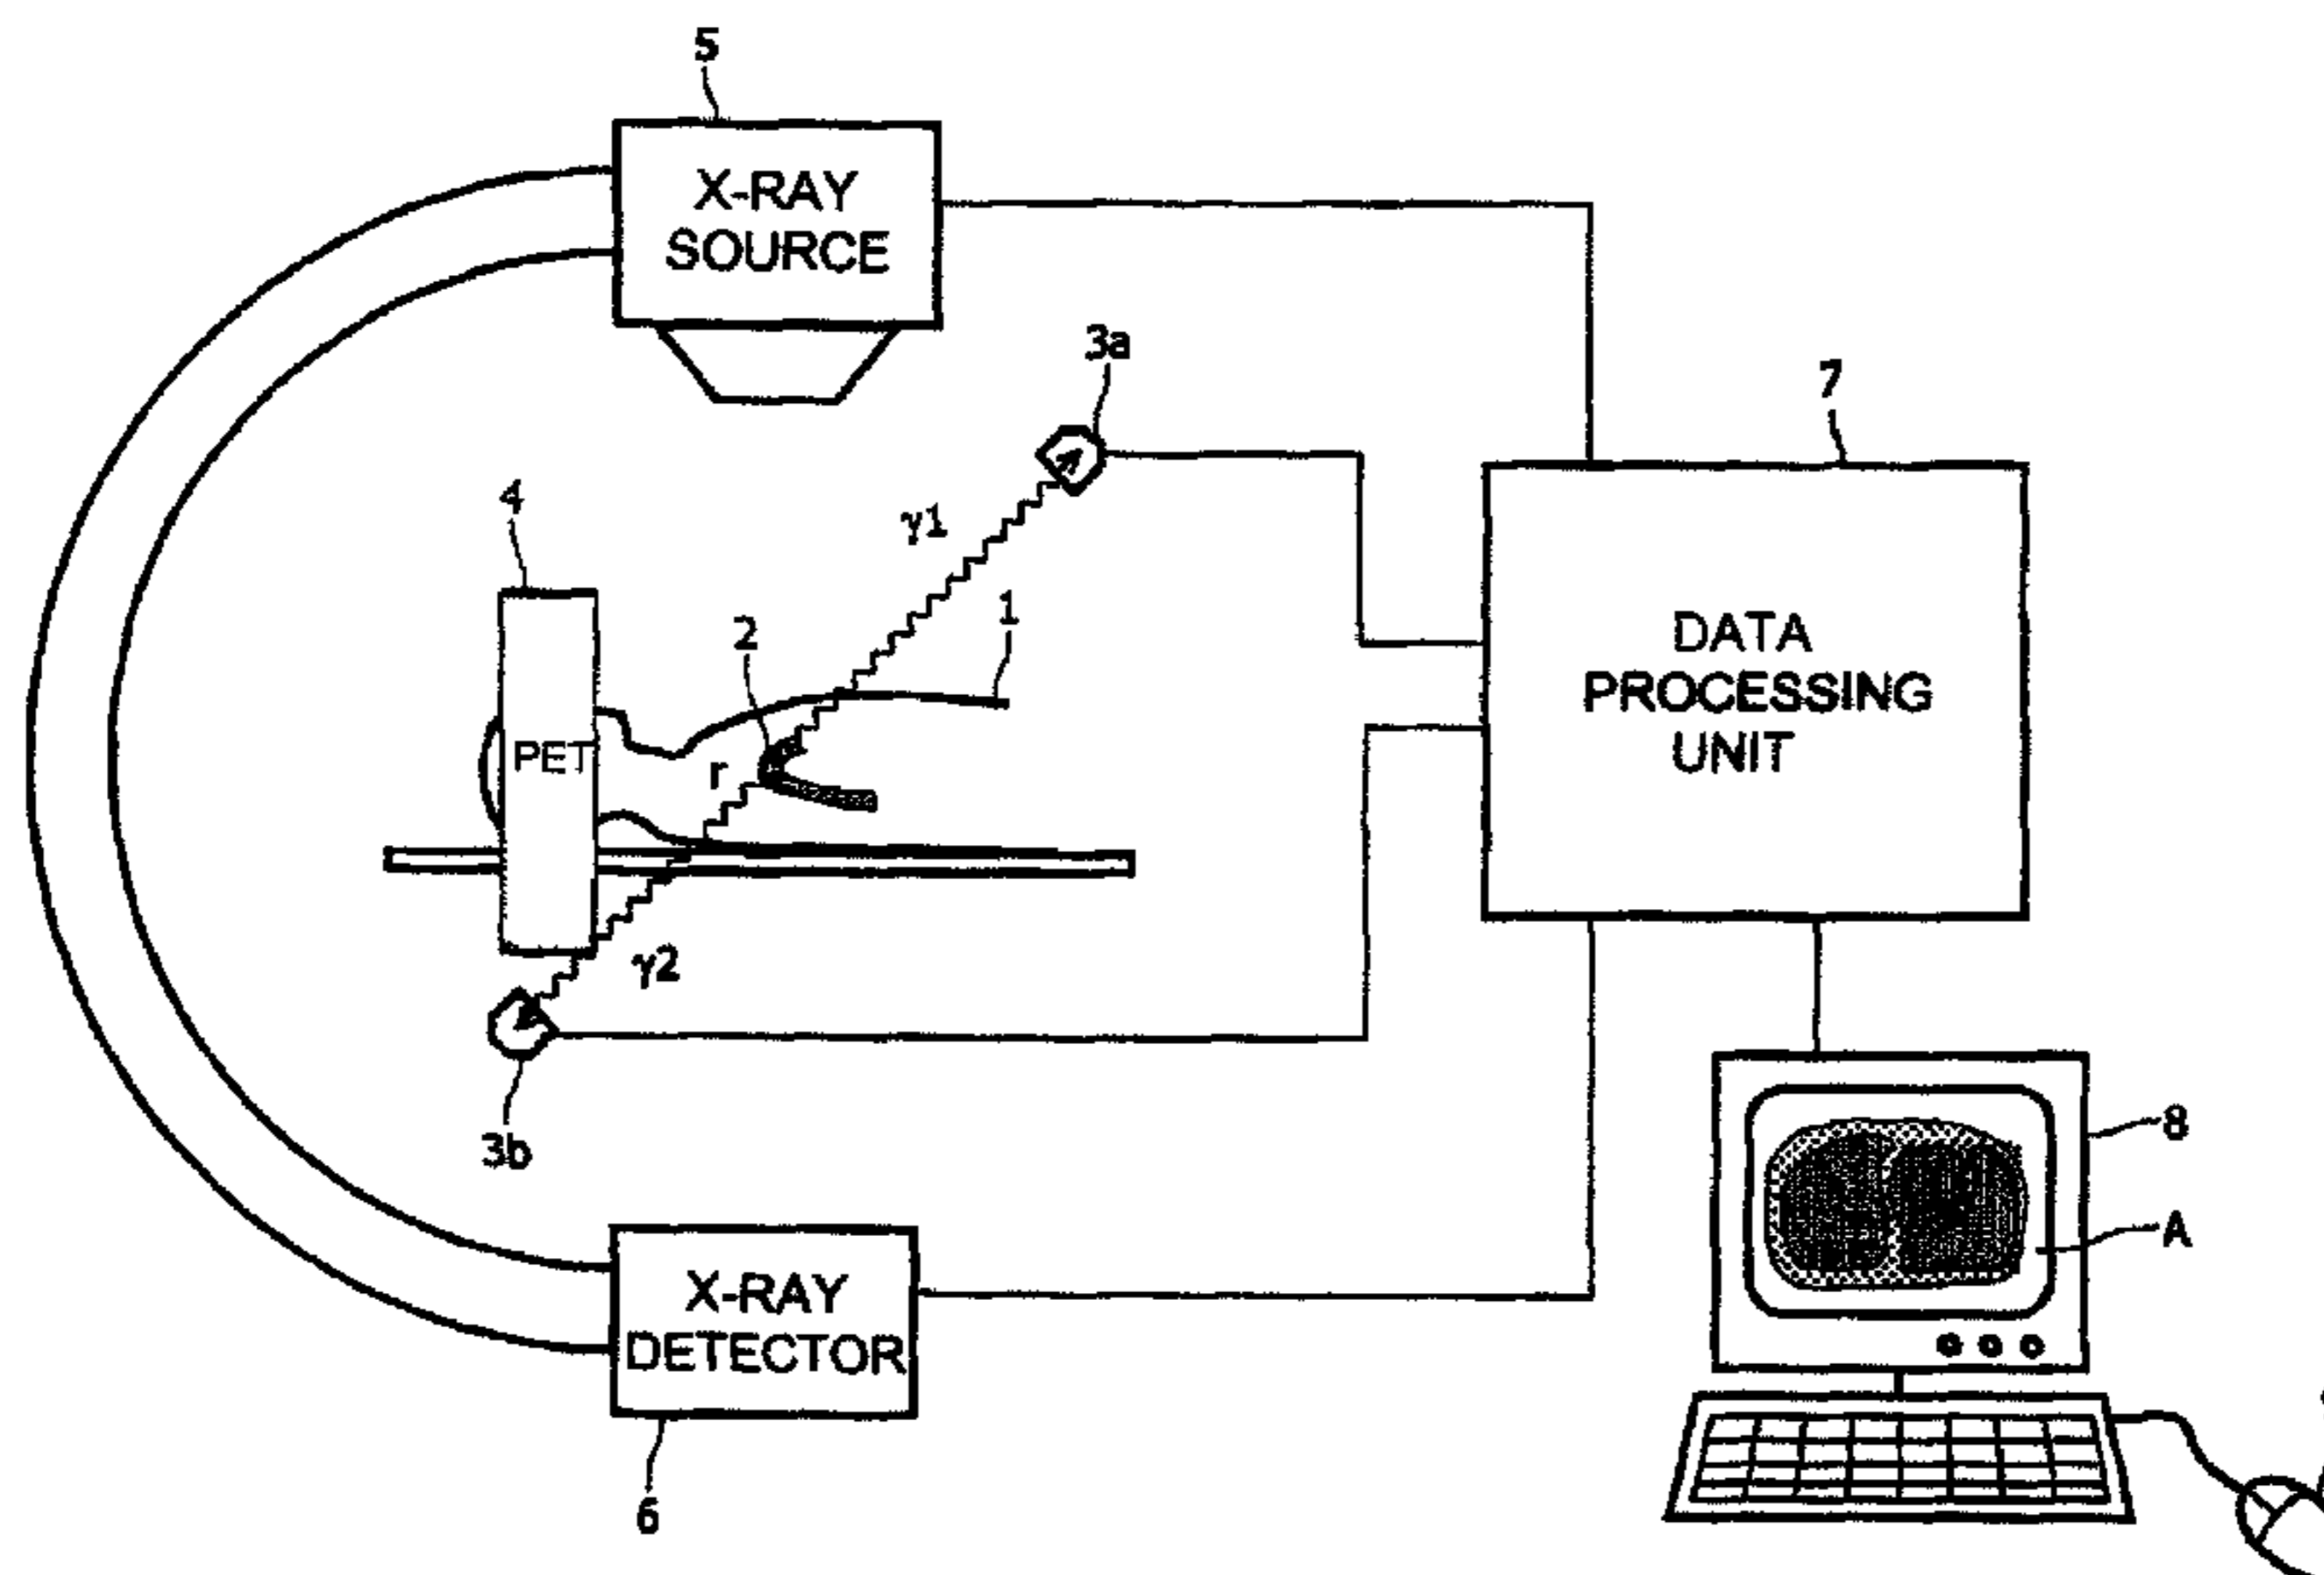 5
X-RAY
SOURCE
3a
7
4
γ1
2
1
DATA
PROCESSING
UNIT
PET
r
γ2
3b
8
A
X-RAY
DETECTOR
6